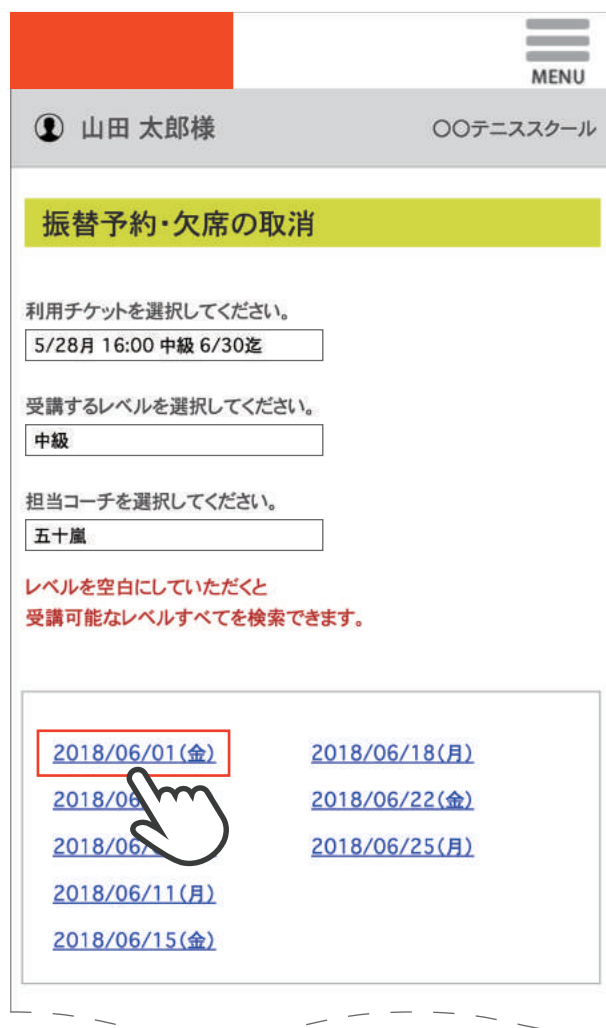 MENU
山田 太郎様
〇〇テニススクール
振替予約・欠席の取消
利用チケットを選択してください。
5/28月 16:00 中級 6/30迄
受講するレベルを選択してください。
中級
担当コーチを選択してください。
五十嵐
レベルを空白にしていただくと
受講可能なレベルすべてを検索できます。
2018/06/01(金)
2018/06
2018/06/
2018/06/11(月)
2018/06/15(金)
2018/06/18(月)
2018/06/22(金)
2018/06/25(月)